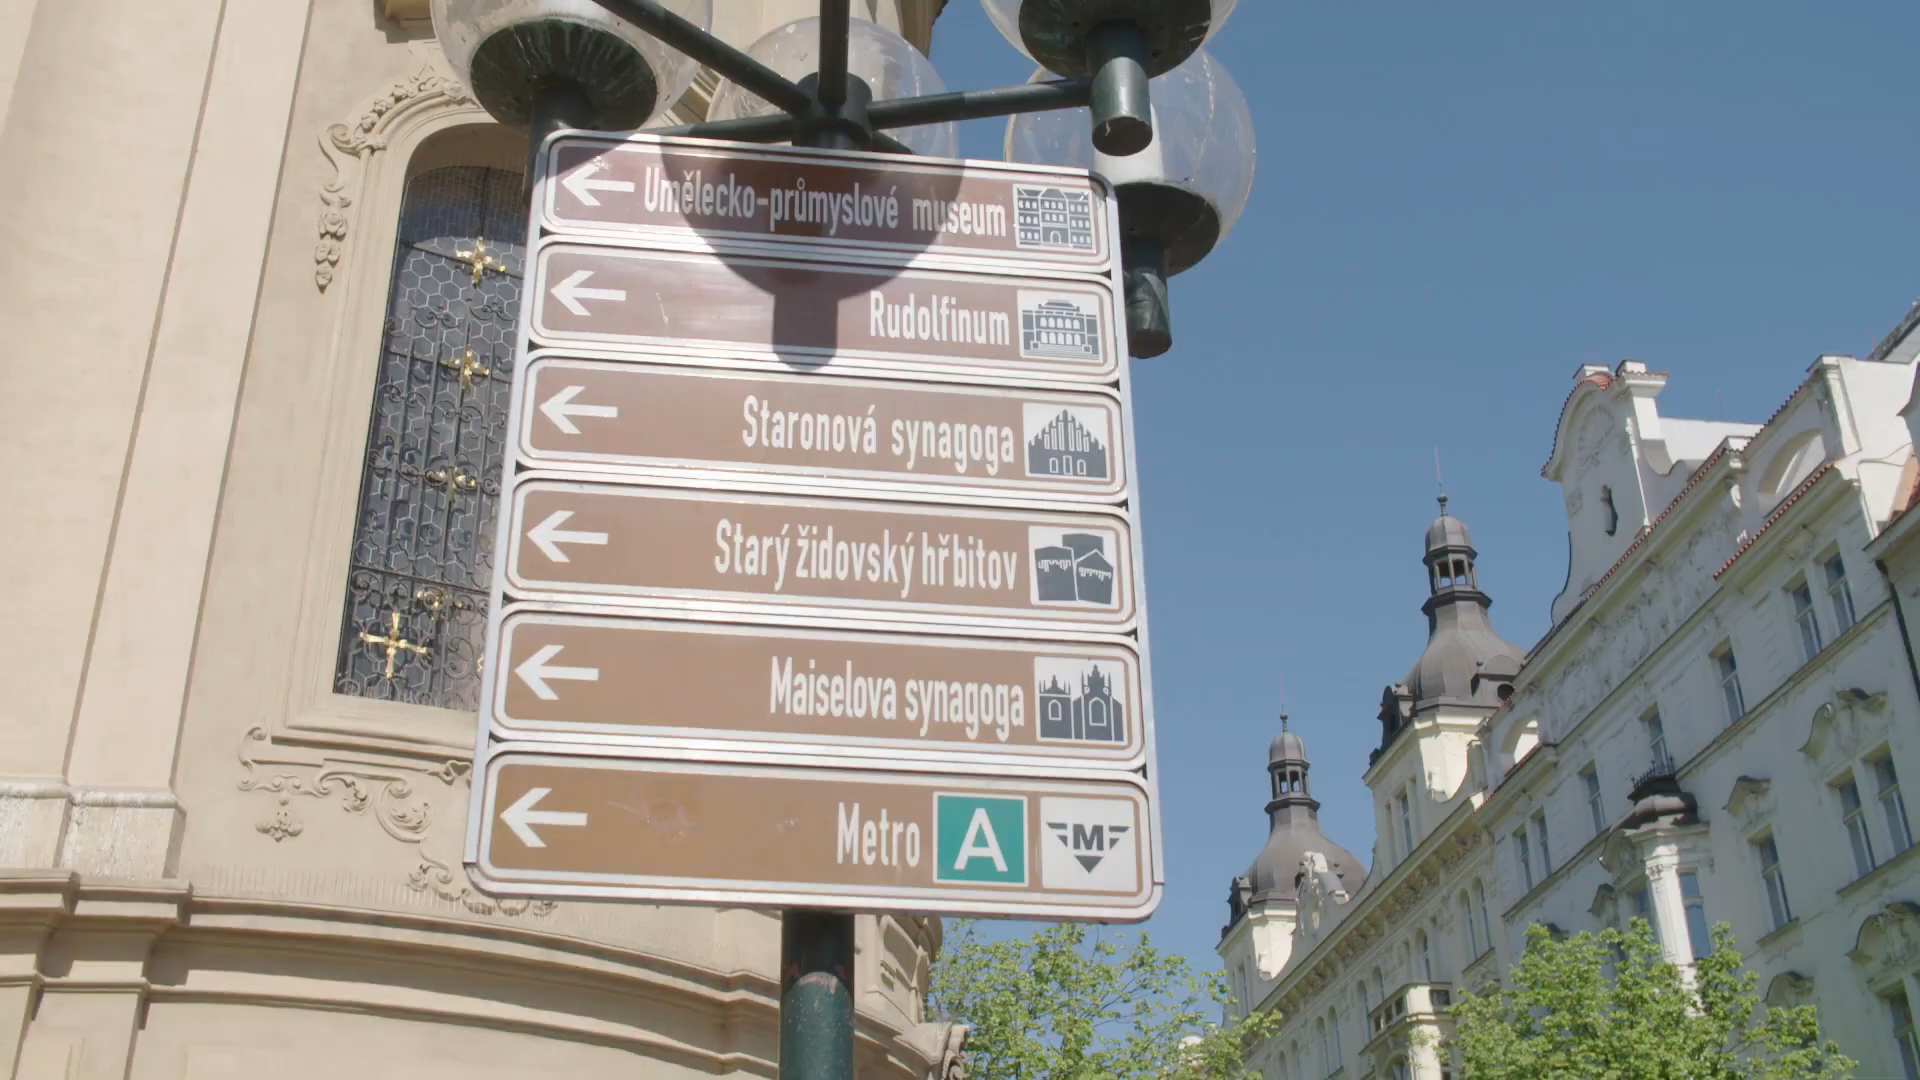 Umělecko-průmyslové museum
Rudolfinum
Staronová synagoga
Starý židovský hřbitov
Maiselova synagoga
Metro A M